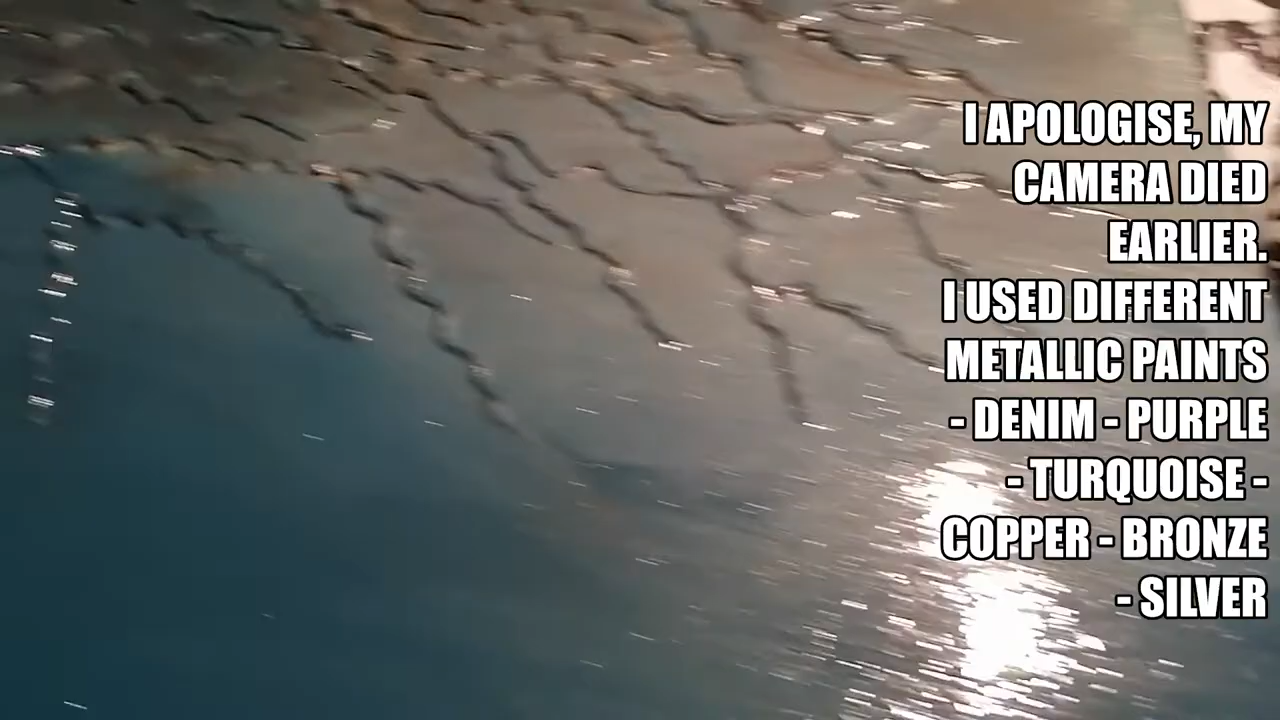 I APOLOGISE, MY
CAMERA DIED
EARLIER.
I USED DIFFERENT
METALLIC PAINTS
- DENIM - PURPLE
- TURQUOISE -
COPPER - BRONZE
- SILVER